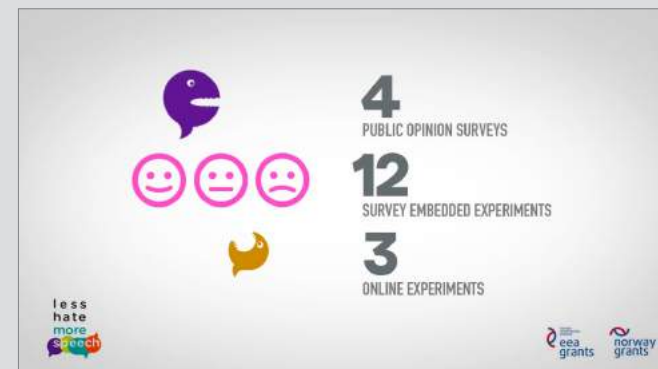 4
PUBLIC OPINION SURVEYS
12
SURVEY EMBEDDED EXPERIMENTS
3
ONLINE EXPERIMENTS
less
hate
more
speech
eea
grants
norway
grants